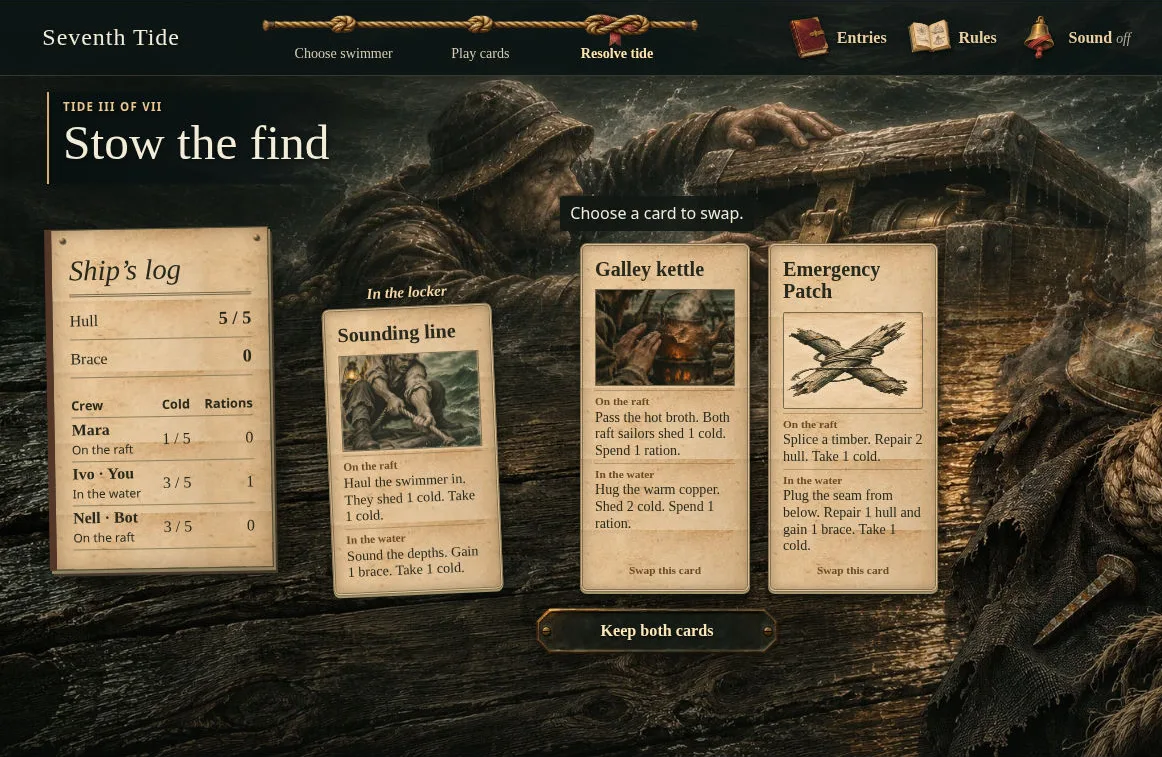 Seventh Tide
Choose swimmer
Play cards
Resolve tide
Entries
Rules
Sound off
TIDE III OF VII
Stow the find
Choose a card to swap.
Ship’s log
Hull 5 / 5
Brace 0
Crew Cold Rations
Mara
On the raft
1 / 5 0
Ivo · You
In the water
3 / 5 1
Nell · Bot
On the raft
3 / 5 0
In the locker
Sounding line
On the raft
Haul the swimmer in.
They shed 1 cold. Take
1 cold.
In the water
Sound the depths. Gain
1 brace. Take 1 cold.
Galley kettle
On the raft
Pass the hot broth. Both
raft sailors shed 1 cold.
Spend 1 ration.
In the water
Hug the warm copper.
Shed 2 cold. Spend 1
ration.
Swap this card
Emergency
Patch
On the raft
Splice a timber. Repair 2
hull. Take 1 cold.
In the water
Plug the seam from
below. Repair 1 hull and
gain 1 brace. Take 1
cold.
Swap this card
Keep both cards